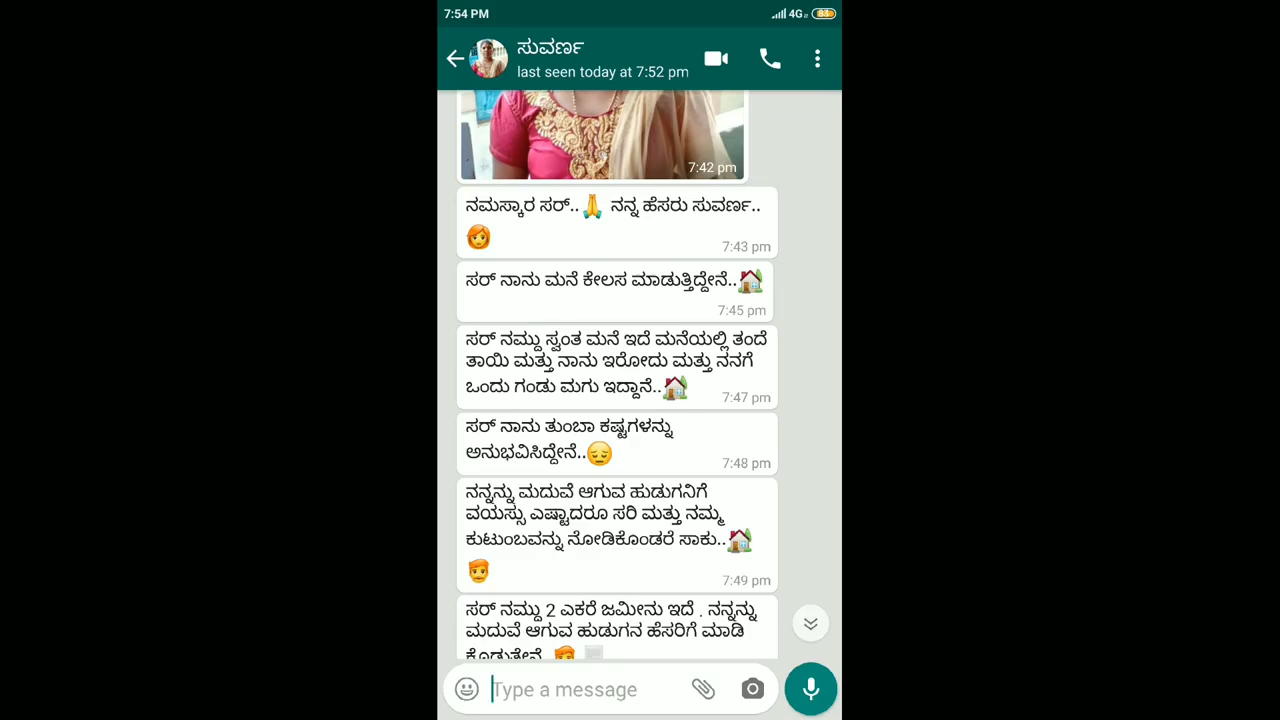 7:54 PM
4G
83
ಸುವರ್ಣ
last seen today at 7:52 pm
7:42 pm
ನಮಸ್ಕಾರ ಸರ್..🙏 ನನ್ನ ಹೆಸರು ಸುವರ್ಣ..
👩‍🦰
7:43 pm
ಸರ್ ನಾನು ಮನೆ ಕೇಲಸ ಮಾಡುತ್ತಿದ್ದೇನೆ..🏡
7:45 pm
ಸರ್ ನಮ್ದು ಸ್ವಂತ ಮನೆ ಇದೆ ಮನೆಯಲ್ಲಿ ತಂದೆ
ತಾಯಿ ಮತ್ತು ನಾನು ಇರೋದು ಮತ್ತು ನನಗೆ
ಒಂದು ಗಂಡು ಮಗು ಇದ್ದಾನೆ..🏡
7:47 pm
ಸರ್ ನಾನು ತುಂಬಾ ಕಷ್ಟಗಳನ್ನು
ಅನುಭವಿಸಿದ್ದೇನೆ..😔
7:48 pm
ನನ್ನನ್ನು ಮದುವೆ ಆಗುವ ಹುಡುಗನಿಗೆ
ವಯಸ್ಸು ಎಷ್ಟಾದರೂ ಸರಿ ಮತ್ತು ನಮ್ಮ
ಕುಟುಂಬವನ್ನು ನೋಡಿಕೊಂಡರೆ ಸಾಕು..🏡
👨‍🦰
7:49 pm
ಸರ್ ನಮ್ದು 2 ಎಕರೆ ಜಮೀನು ಇದೆ . ನನ್ನನ್ನು
ಮದುವೆ ಆಗುವ ಹುಡುಗನ ಹೆಸರಿಗೆ ಮಾಡಿ
Type a message